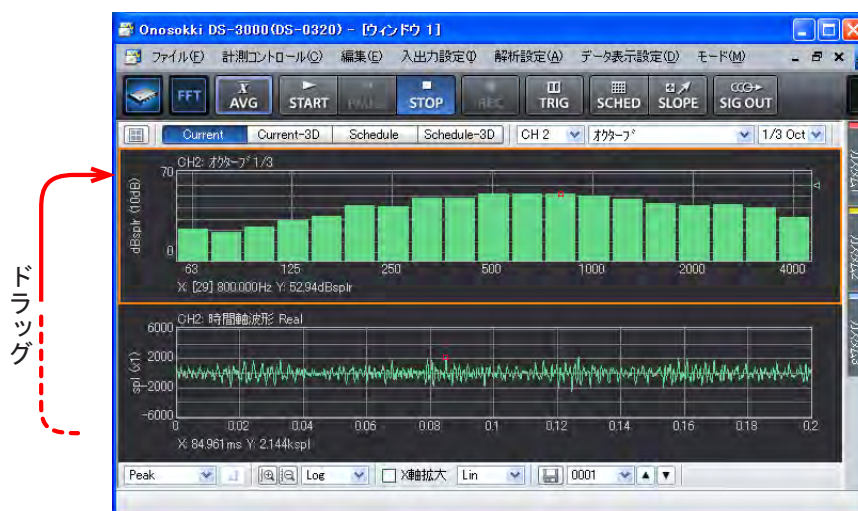 Onosokki DS-3000(DS-0320) - [ウィンドウ 1]
ファイル(F) 計測コントロール(C) 編集(E) 入出力設定(I) 解析設定(A) データ表示設定(D) モード(M)
FFT X AVG START PAUSE STOP REC TRIG SCHED SLOPE SIG OUT
Current Current-3D Schedule Schedule-3D CH 2 オクターブ 1/3 Oct
CH2: オクターブ 1/3
70
dBsplr (10dB)
0
63 125 250 500 1000 2000 4000
X: [29] 800.000Hz Y: 52.94dBsplr
ドラッグ
CH2: 時間軸波形 Real
6000
2000
spl (x1)
-2000
-6000
0 0.02 0.04 0.06 0.08 0.1 0.12 0.14 0.16 0.18 0.2
X: 84.961ms Y: 2.144kspl
Peak Log X軸拡大 Lin 0001